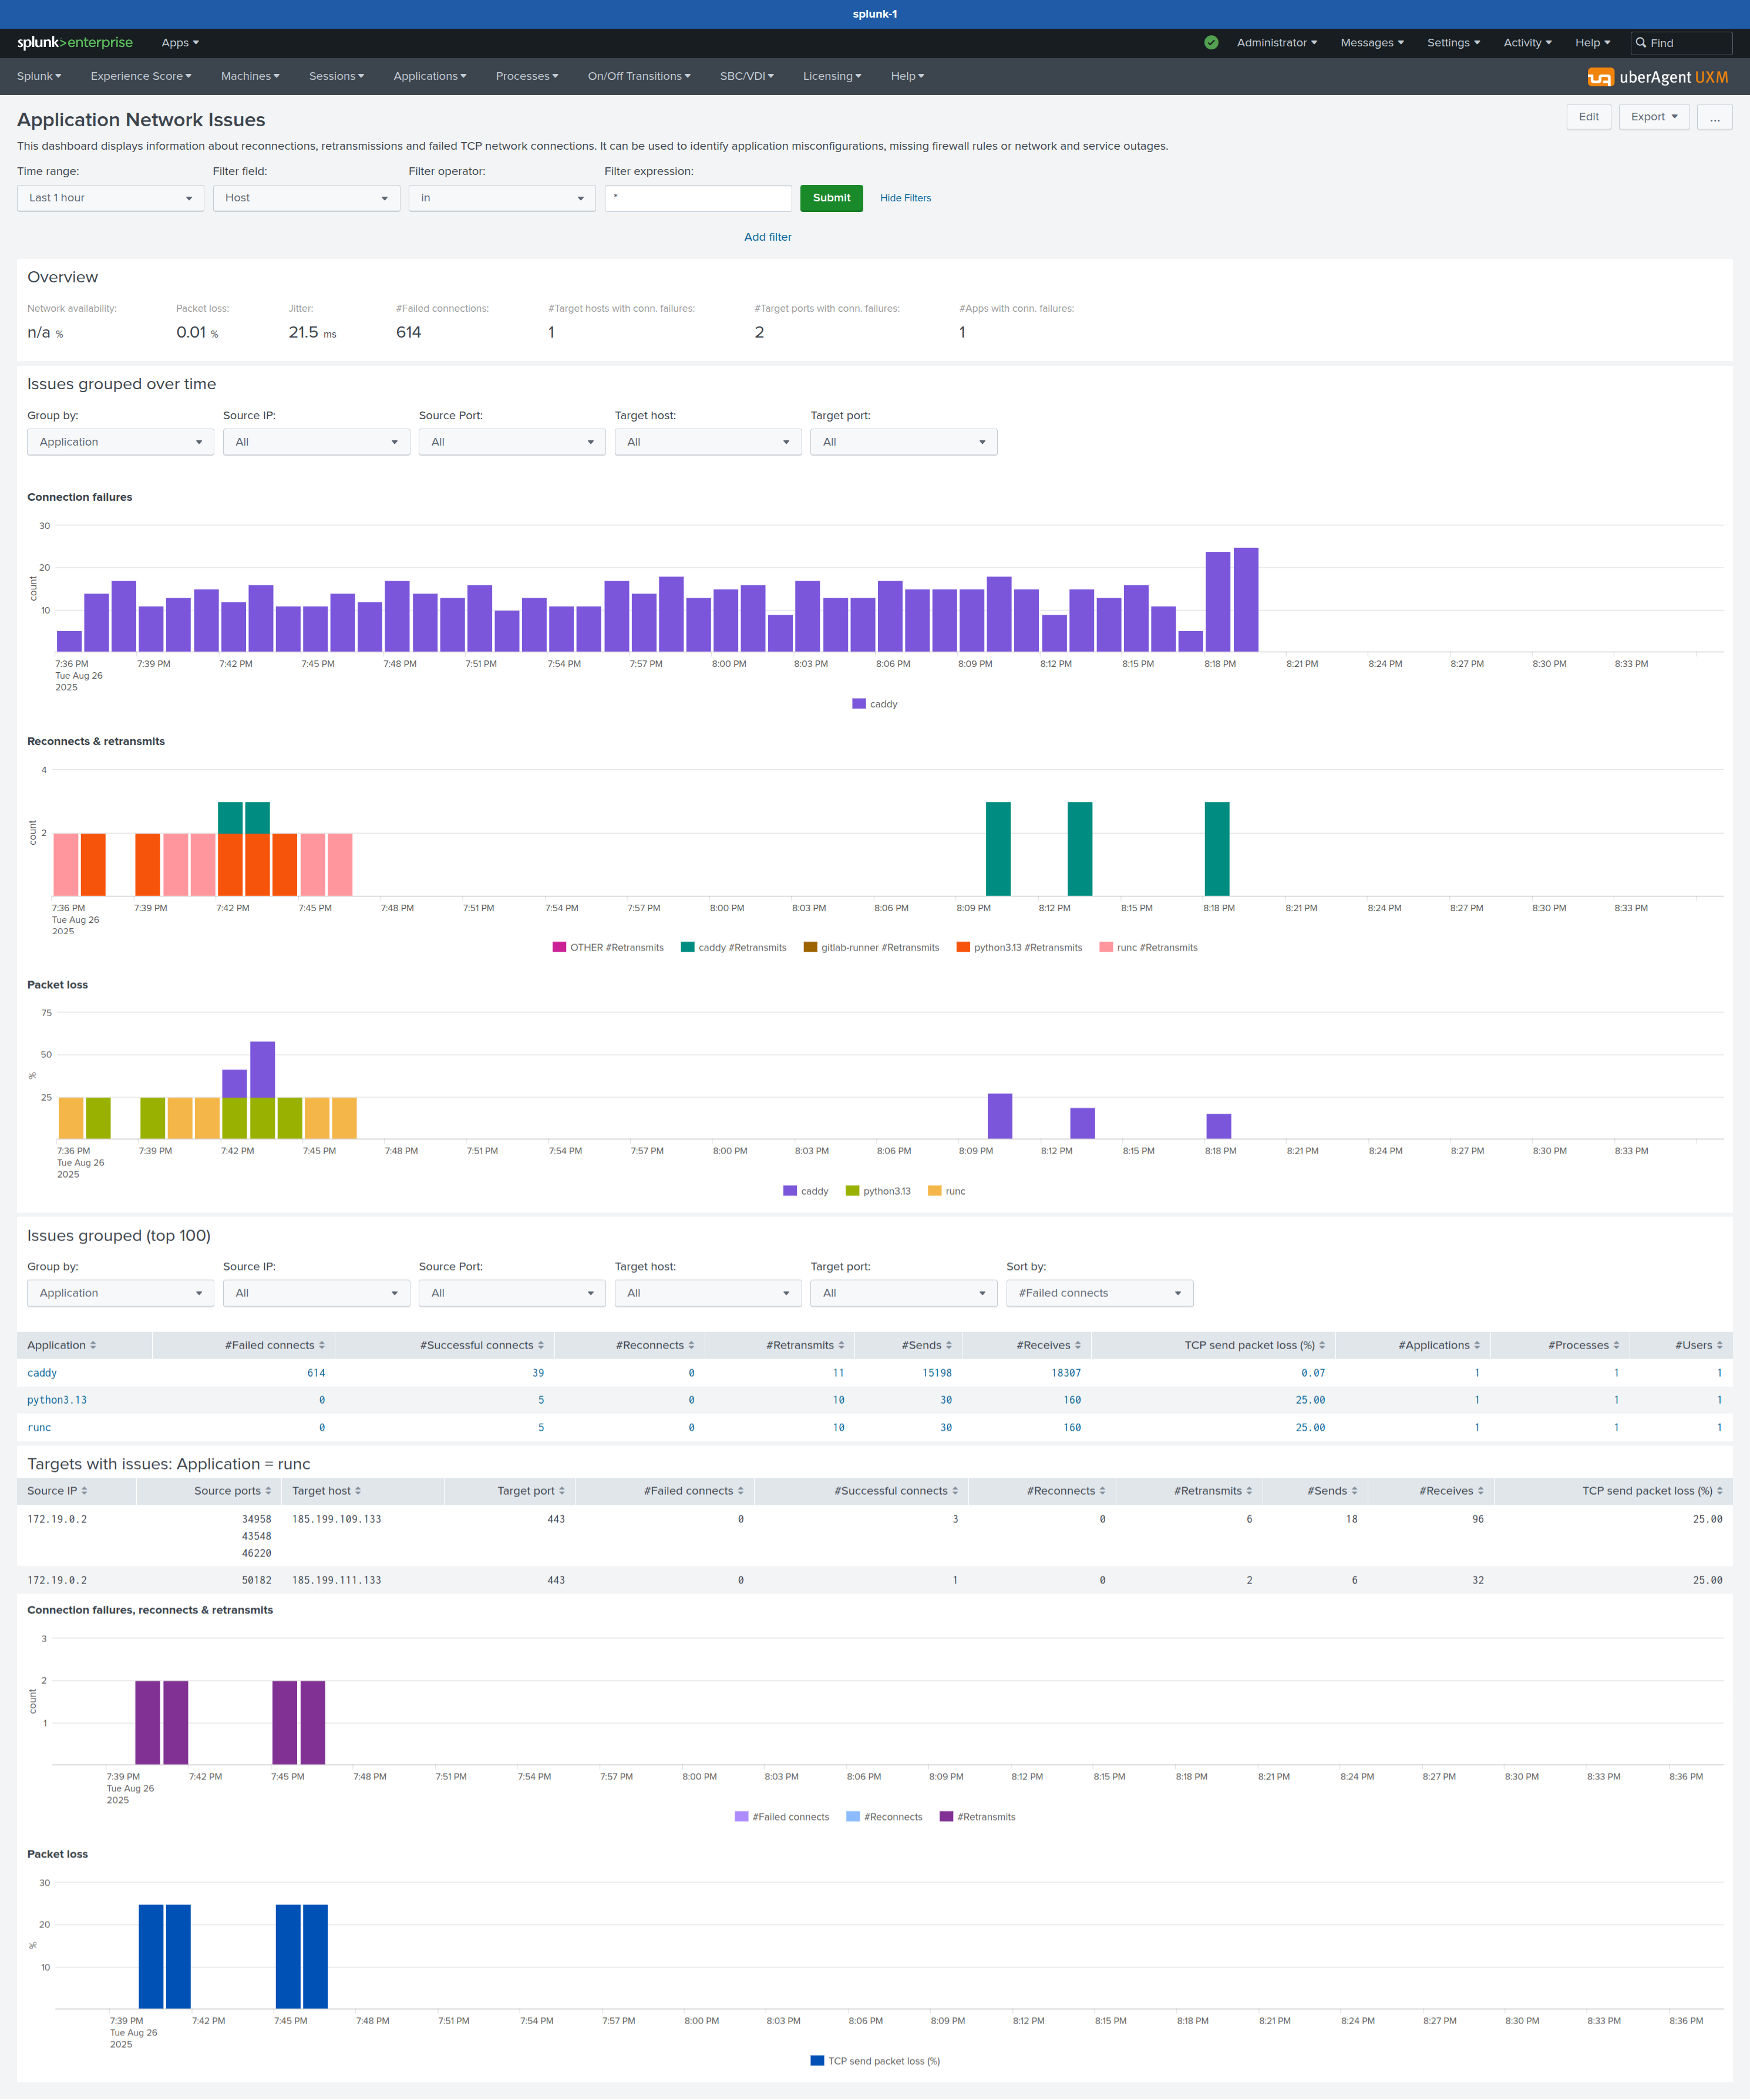 splunk-1
splunk>enterprise Apps Administrator Messages Settings Activity Help Find
Splunk Experience Score Machines Sessions Applications Processes On/Off Transitions SBC/VDI Licensing Help uberAgent UXM
Application Network Issues Edit Export ...
This dashboard displays information about reconnections, retransmissions and failed TCP network connections. It can be used to identify application misconfigurations, missing firewall rules or network and service outages.
Time range: Filter field: Filter operator: Filter expression:
Last 1 hour Host in * Submit Hide Filters
Add filter
Overview
Network availability: Packet loss: Jitter: #Failed connections: #Target hosts with conn. failures: #Target ports with conn. failures: #Apps with conn. failures:
n/a % 0.01 % 21.5 ms 614 1 2 1
Issues grouped over time
Group by: Source IP: Source Port: Target host: Target port:
Application All All All All
Connection failures
30
20
10
count
7:36 PM 7:39 PM 7:42 PM 7:45 PM 7:48 PM 7:51 PM 7:54 PM 7:57 PM 8:00 PM 8:03 PM 8:06 PM 8:09 PM 8:12 PM 8:15 PM 8:18 PM 8:21 PM 8:24 PM 8:27 PM 8:30 PM 8:33 PM
Tue Aug 26
2025
caddy
Reconnects & retransmits
4
2
count
7:36 PM 7:39 PM 7:42 PM 7:45 PM 7:48 PM 7:51 PM 7:54 PM 7:57 PM 8:00 PM 8:03 PM 8:06 PM 8:09 PM 8:12 PM 8:15 PM 8:18 PM 8:21 PM 8:24 PM 8:27 PM 8:30 PM 8:33 PM
Tue Aug 26
2025
OTHER #Retransmits caddy #Retransmits gitlab-runner #Retransmits python3.13 #Retransmits runc #Retransmits
Packet loss
75
50
25
%
7:36 PM 7:39 PM 7:42 PM 7:45 PM 7:48 PM 7:51 PM 7:54 PM 7:57 PM 8:00 PM 8:03 PM 8:06 PM 8:09 PM 8:12 PM 8:15 PM 8:18 PM 8:21 PM 8:24 PM 8:27 PM 8:30 PM 8:33 PM
Tue Aug 26
2025
caddy python3.13 runc
Issues grouped (top 100)
Group by: Source IP: Source Port: Target host: Target port: Sort by:
Application All All All All #Failed connects
Application #Failed connects #Successful connects #Reconnects #Retransmits #Sends #Receives TCP send packet loss (%) #Applications #Processes #Users
caddy 614 39 0 11 15198 18307 0.07 1 1 1
python3.13 0 5 0 10 30 160 25.00 1 1 1
runc 0 5 0 10 30 160 25.00 1 1 1
Targets with issues: Application = runc
Source IP Source ports Target host Target port #Failed connects #Successful connects #Reconnects #Retransmits #Sends #Receives TCP send packet loss (%)
172.19.0.2 34958 185.199.109.133 443 0 3 0 6 18 96 25.00
43548
46220
172.19.0.2 50182 185.199.111.133 443 0 1 0 2 6 32 25.00
Connection failures, reconnects & retransmits
3
2
1
count
7:39 PM 7:42 PM 7:45 PM 7:48 PM 7:51 PM 7:54 PM 7:57 PM 8:00 PM 8:03 PM 8:06 PM 8:09 PM 8:12 PM 8:15 PM 8:18 PM 8:21 PM 8:24 PM 8:27 PM 8:30 PM 8:33 PM 8:36 PM
Tue Aug 26
2025
#Failed connects #Reconnects #Retransmits
Packet loss
30
20
10
%
7:39 PM 7:42 PM 7:45 PM 7:48 PM 7:51 PM 7:54 PM 7:57 PM 8:00 PM 8:03 PM 8:06 PM 8:09 PM 8:12 PM 8:15 PM 8:18 PM 8:21 PM 8:24 PM 8:27 PM 8:30 PM 8:33 PM 8:36 PM
Tue Aug 26
2025
TCP send packet loss (%)